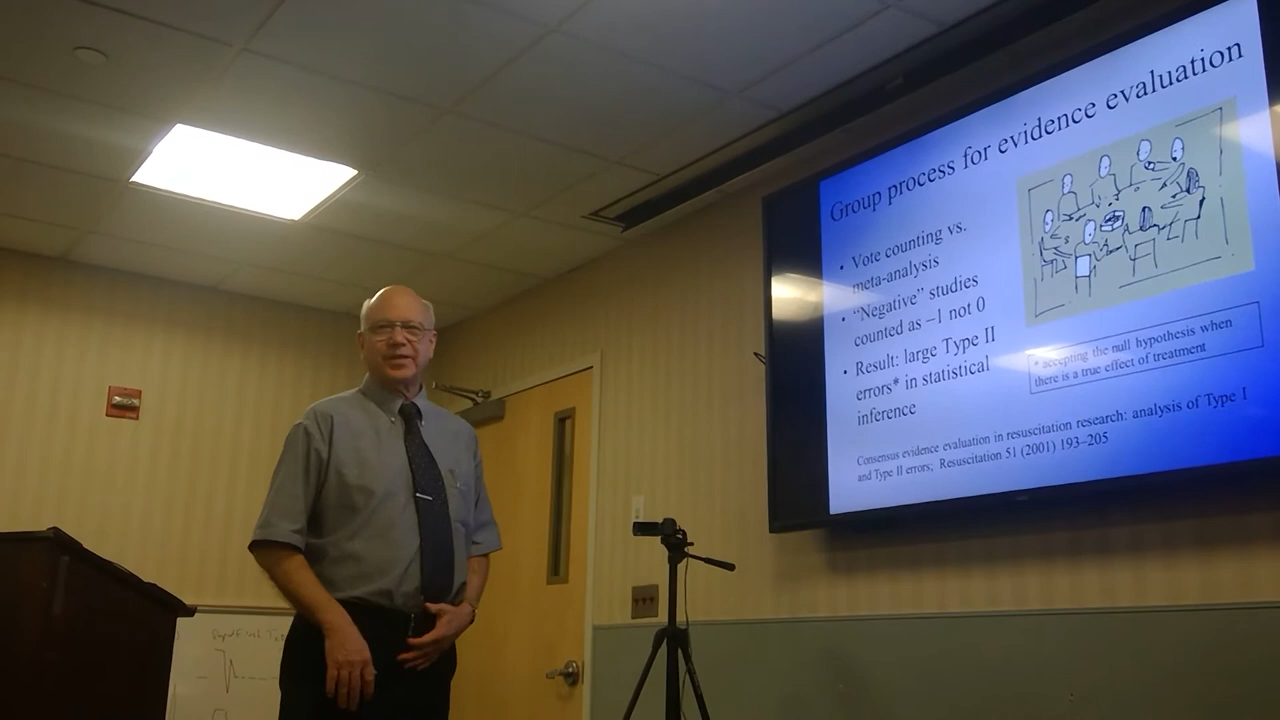 Group process for evidence evaluation
• Vote counting vs.
meta-analysis
• “Negative” studies
counted as –1 not 0
• Result: large Type II
errors* in statistical
inference
* accepting the null hypothesis when
there is a true effect of treatment
Consensus evidence evaluation in resuscitation research: analysis of Type I
and Type II errors; Resuscitation 51 (2001) 193–205